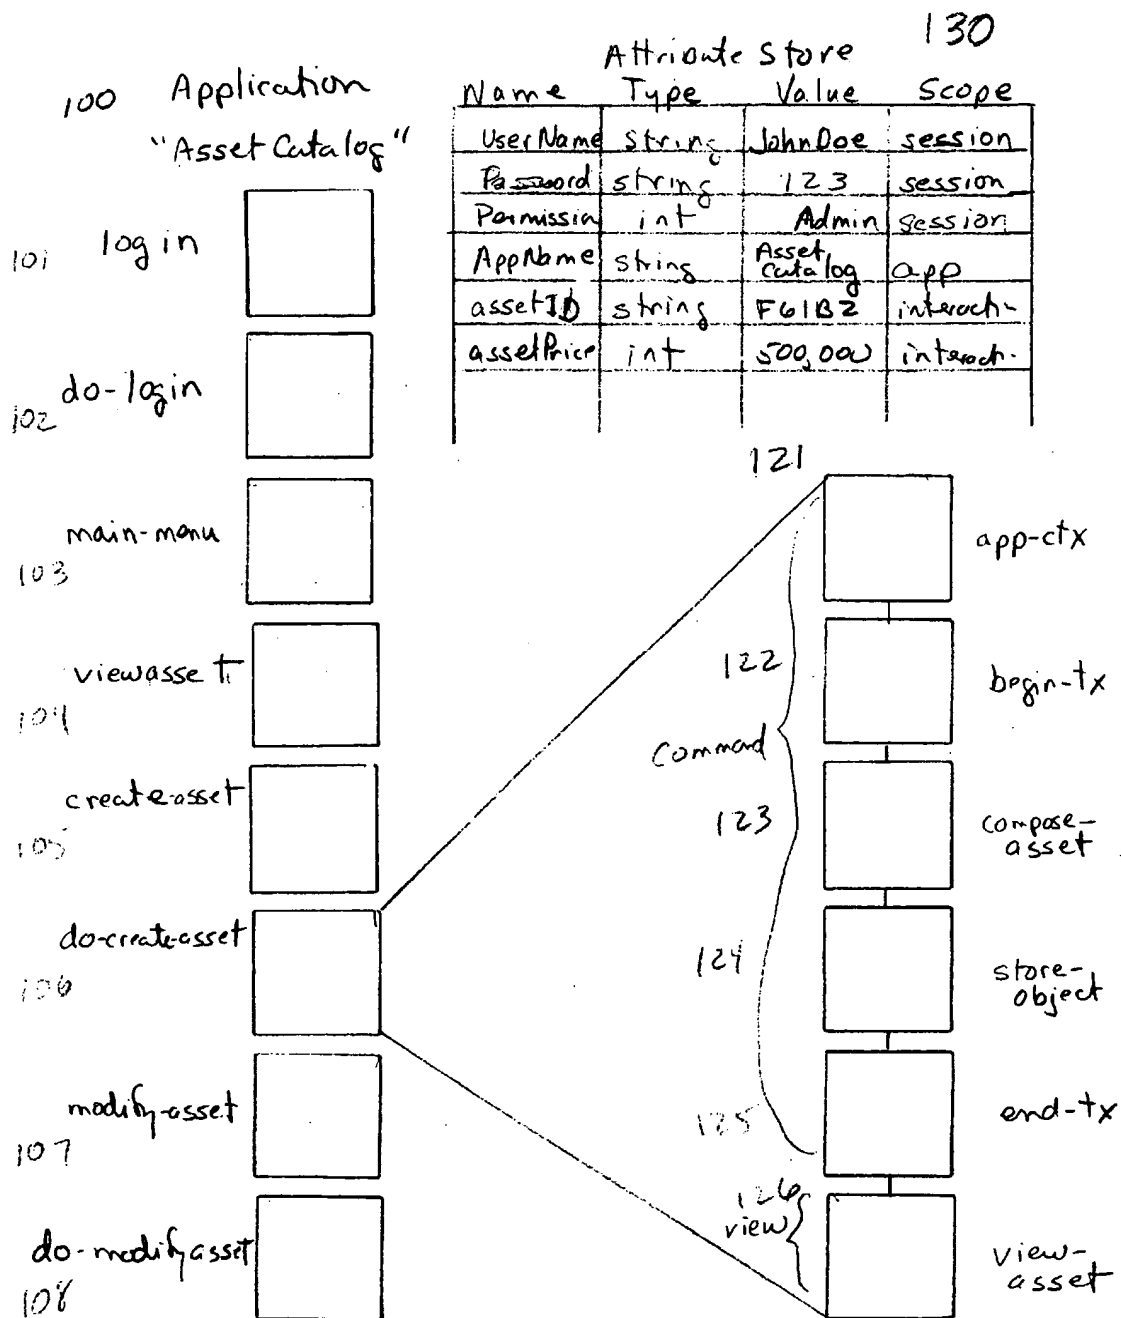 130
Attribute Store
100 Application
"Asset Catalog"
Name Type Value Scope
UserName string JohnDoe session
Password string 123 session
Permission int Admin session
AppName string Asset Catalog app
assetID string F61B2 interacti-
assetPrice int 500,000 interact.
101 login
102 do-login
103 main-menu
104 viewasset
105 create-asset
106 do-create-asset
107 modify-asset
108 do-modifyasset
121
app-ctx
122
begin-tx
Command
123
compose-
asset
124
store-
object
125
end-tx
126
view
view-
asset